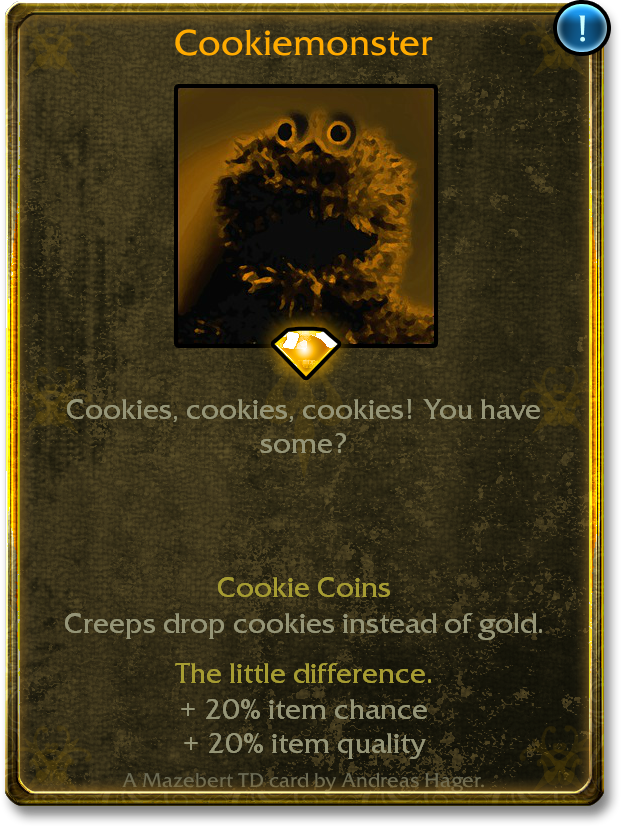 !
Cookiemonster
Cookies, cookies, cookies! You have
some?
Cookie Coins
Creeps drop cookies instead of gold.
The little difference.
+ 20% item chance
+ 20% item quality
A Mazebert TD card by Andreas Hager.